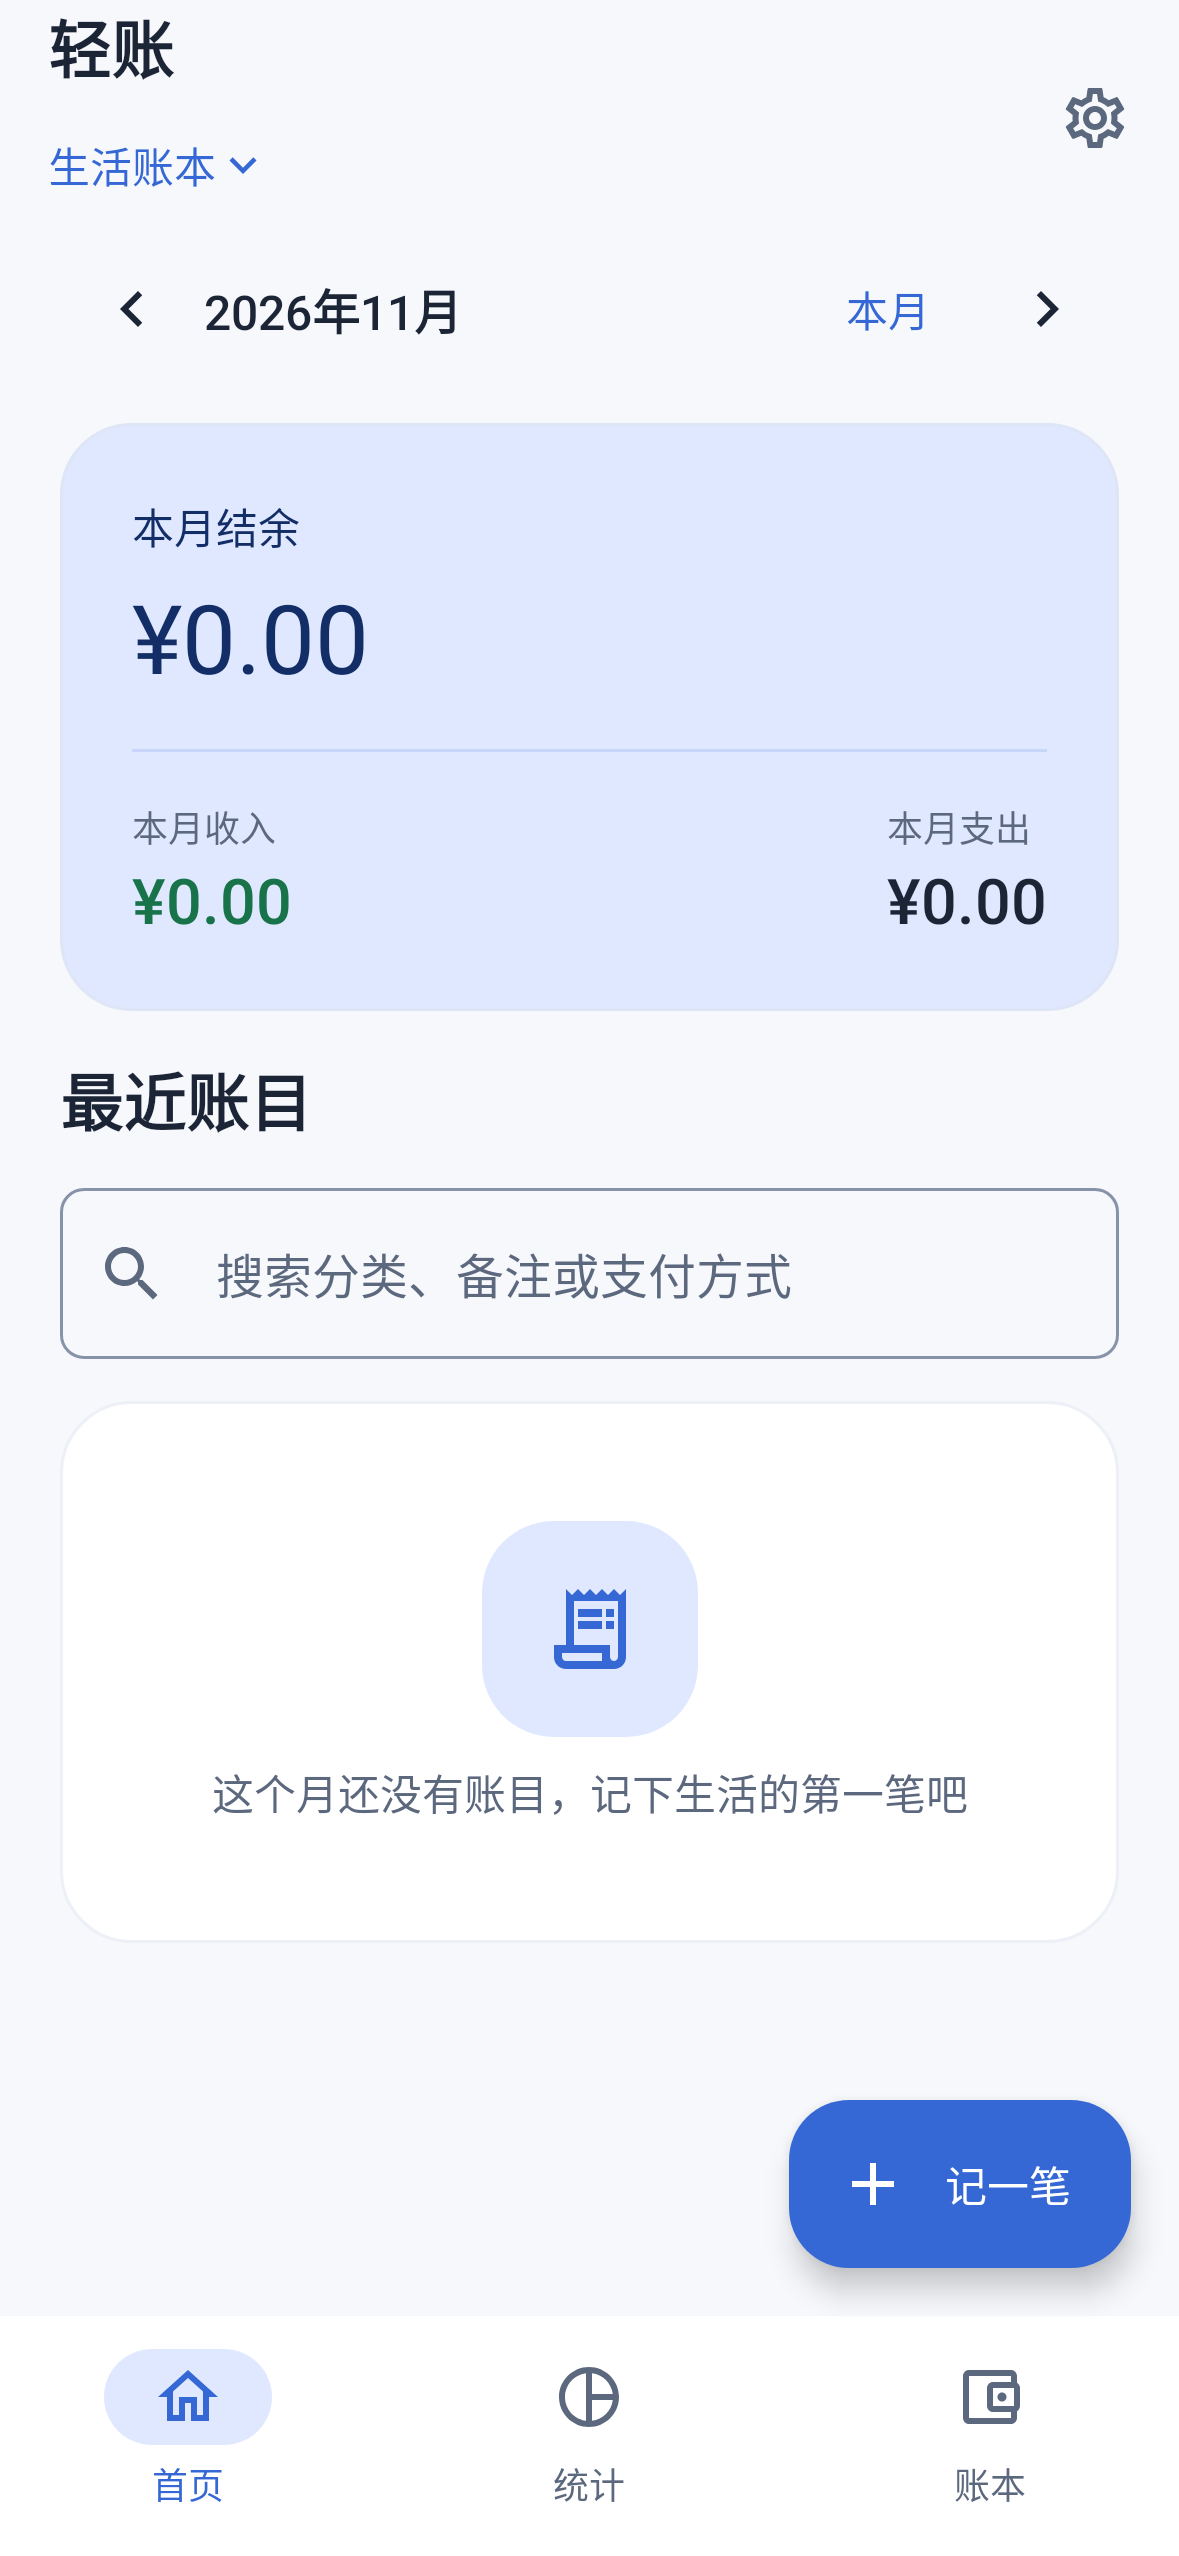 轻账
生活账本
2026年11月
本月
本月结余
¥0.00
本月收入
本月支出
¥0.00
¥0.00
最近账目
搜索分类、备注或支付方式
这个月还没有账目，记下生活的第一笔吧
记一笔
首页
统计
账本